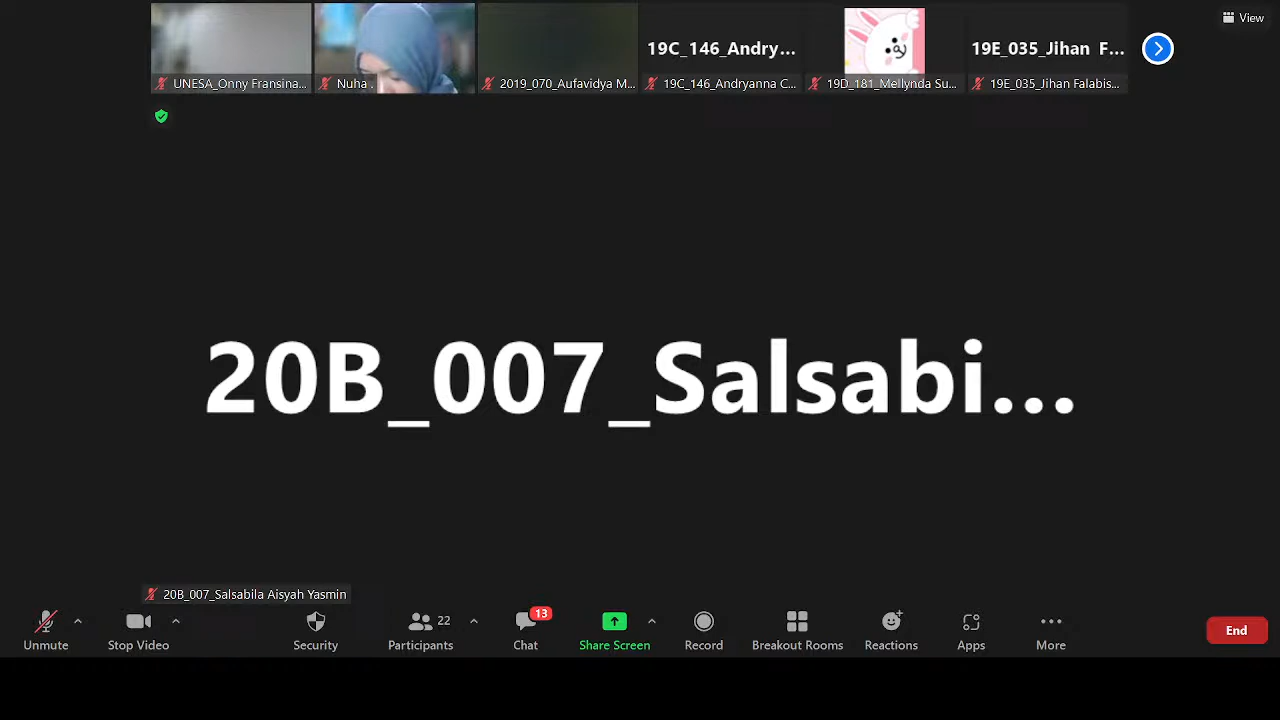 View
19C_146_Andry...
19E_035_Jihan F...
UNESA_Onny Fransina...
Nuha .
2019_070_Aufavidya M...
19C_146_Andryanna C...
19D_181_Mellynda Su...
19E_035_Jihan Falabis...
20B_007_Salsabi...
20B_007_Salsabila Aisyah Yasmin
22
13
Unmute
Stop Video
Security
Participants
Chat
Share Screen
Record
Breakout Rooms
Reactions
Apps
More
End